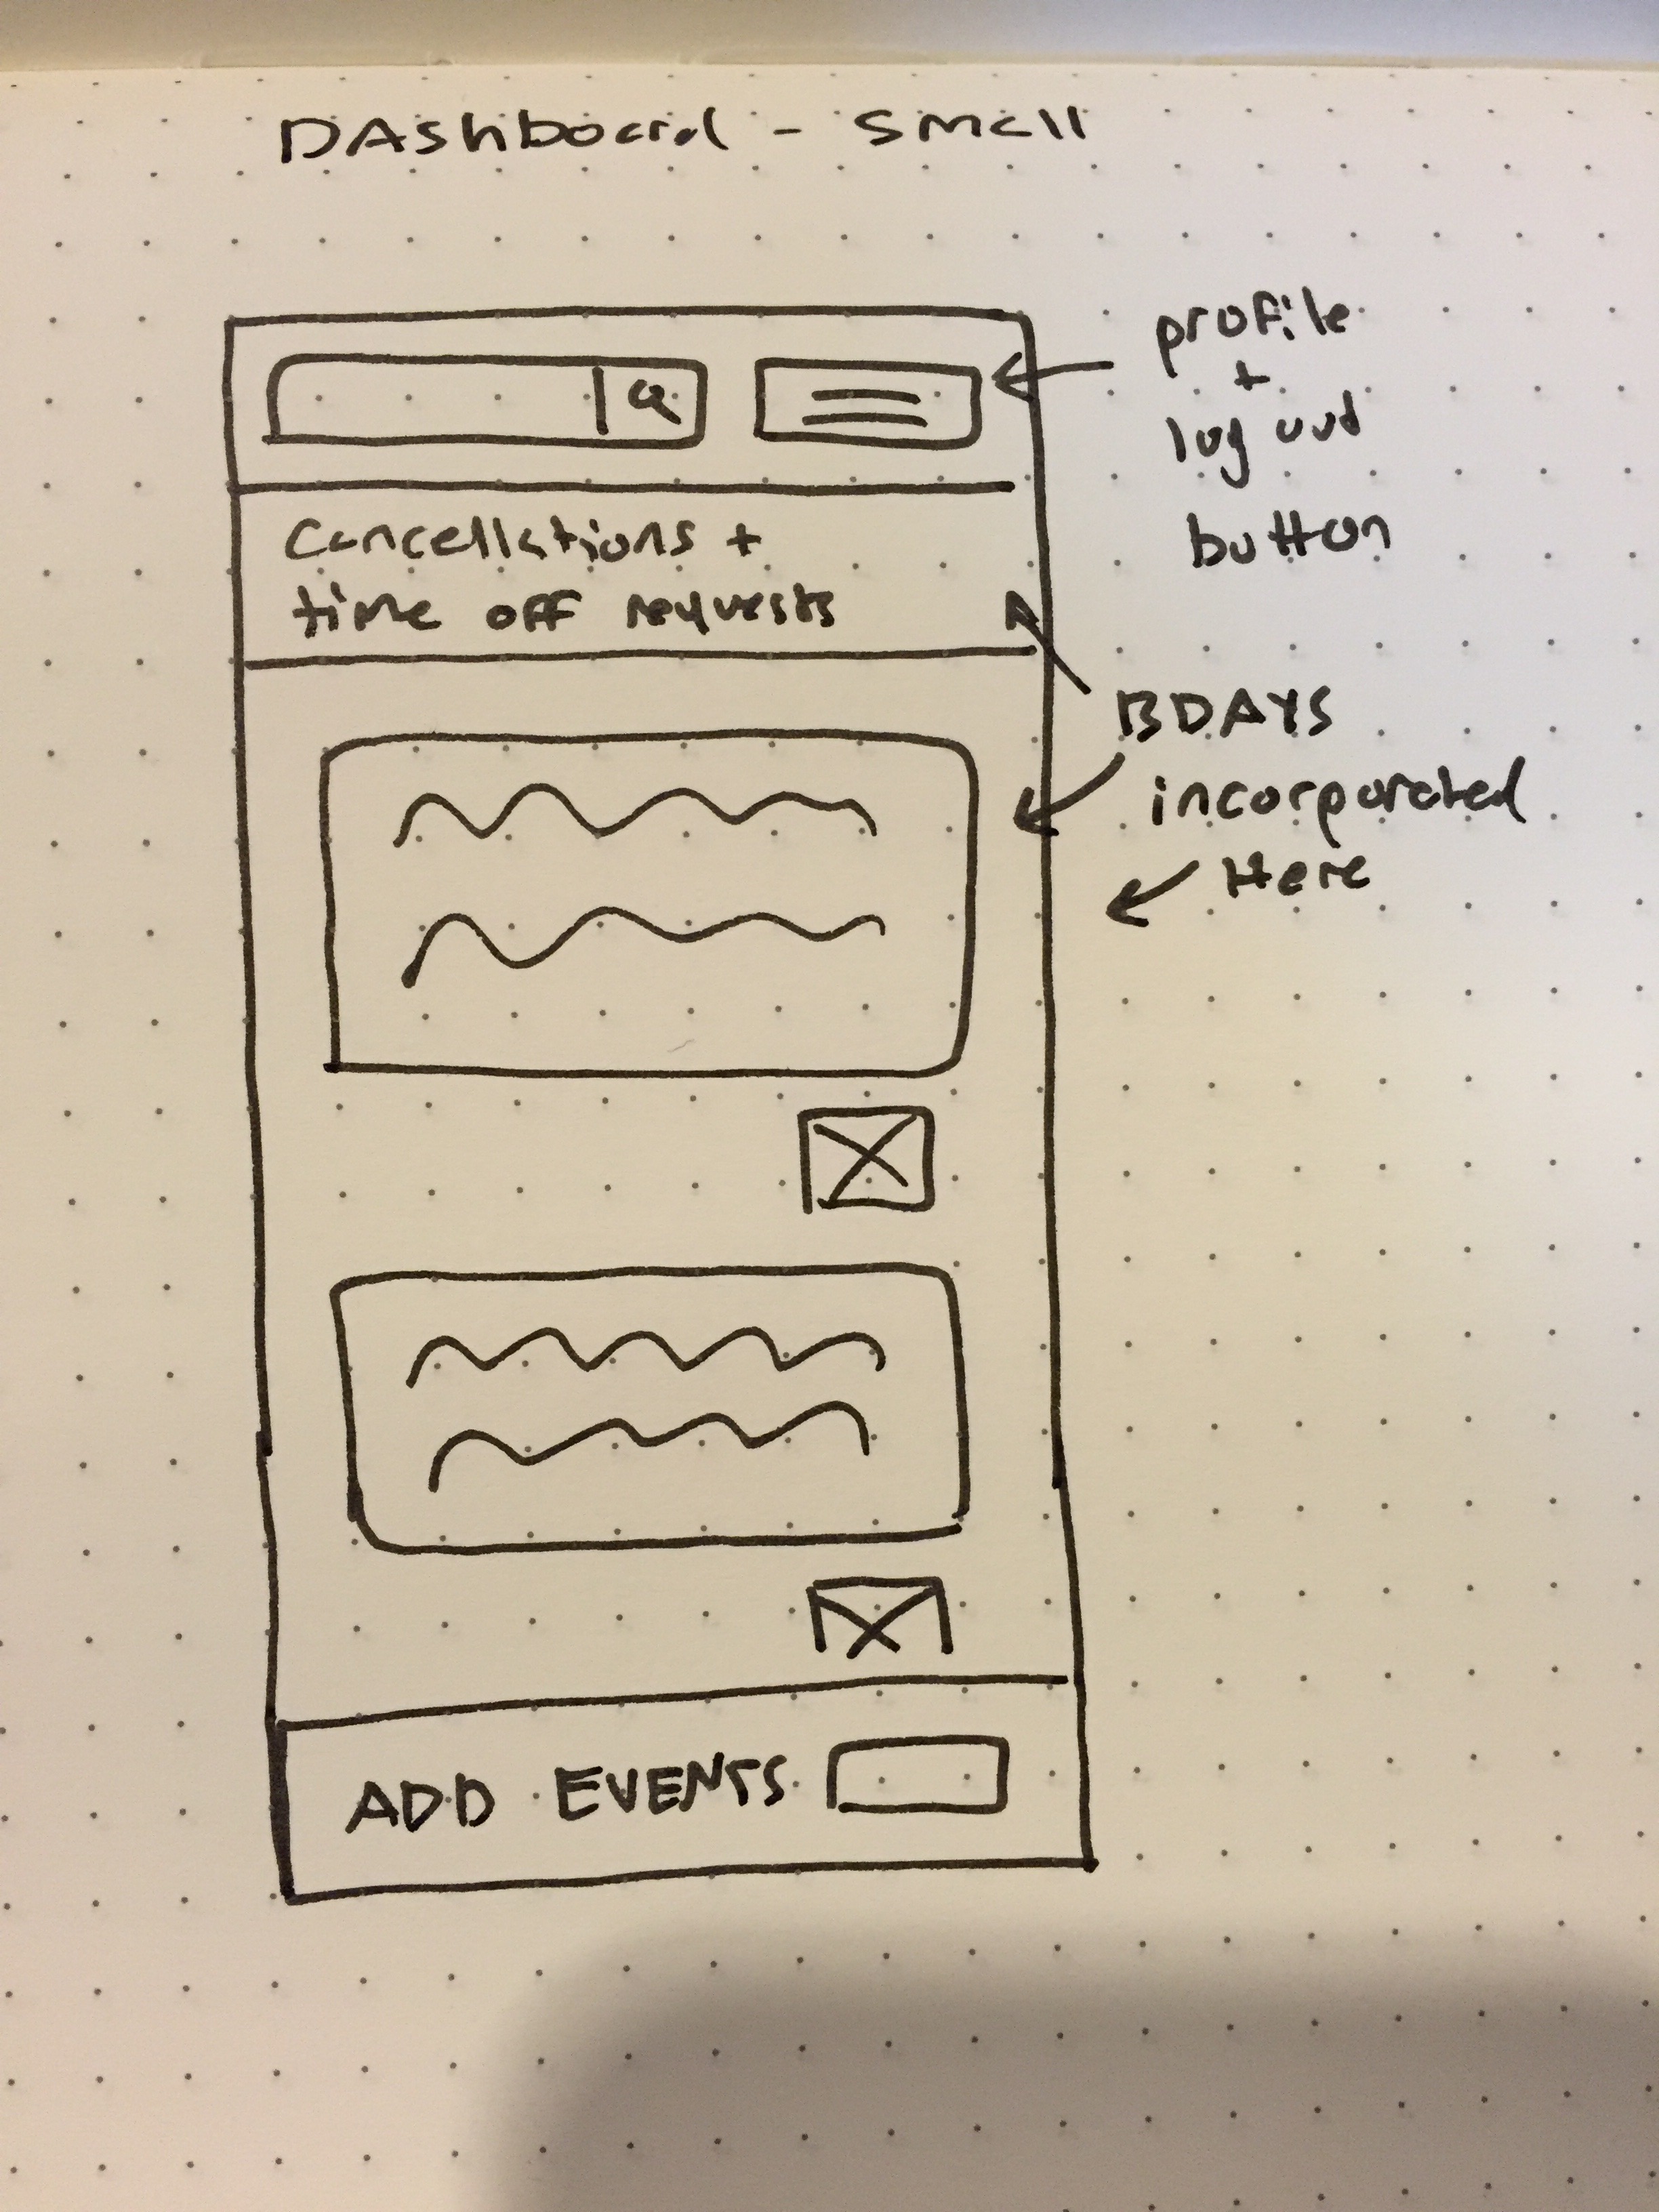 DAshboard - small
profile
+
log out
button
Cancellations +
time off requests
BDAYS
incorporated
Here
ADD EVENTS